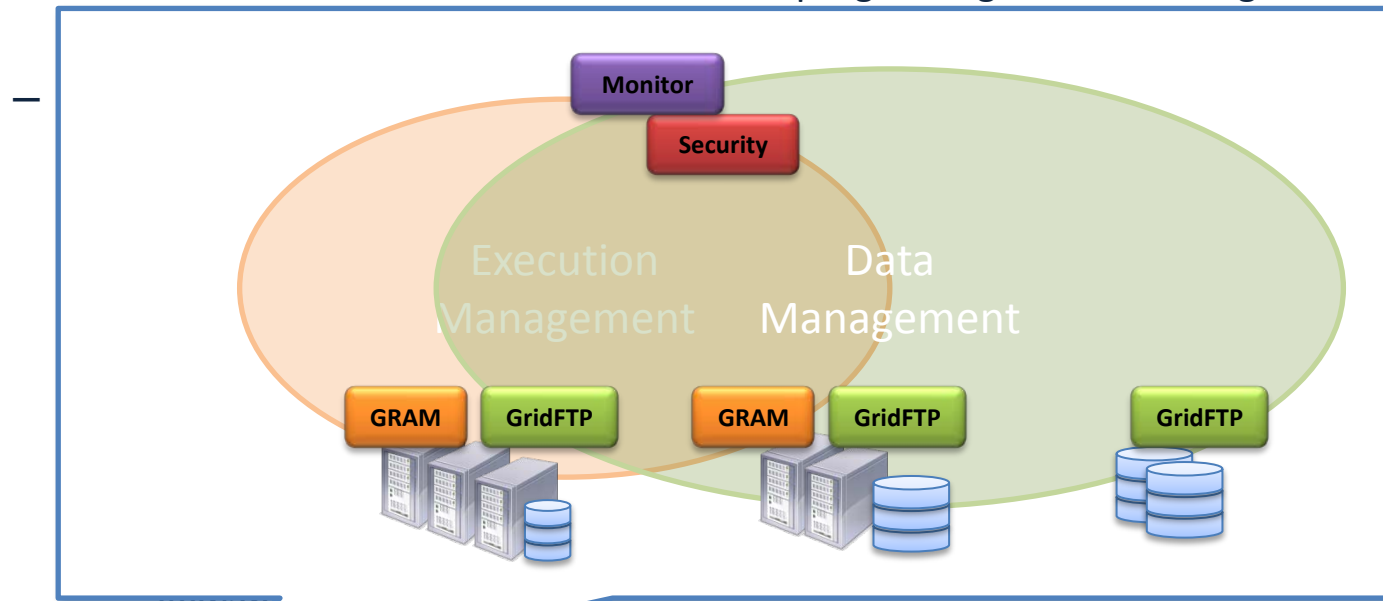 Monitor
Security
Execution
Management
Data
Management
GRAM
GridFTP
GRAM
GridFTP
GridFTP